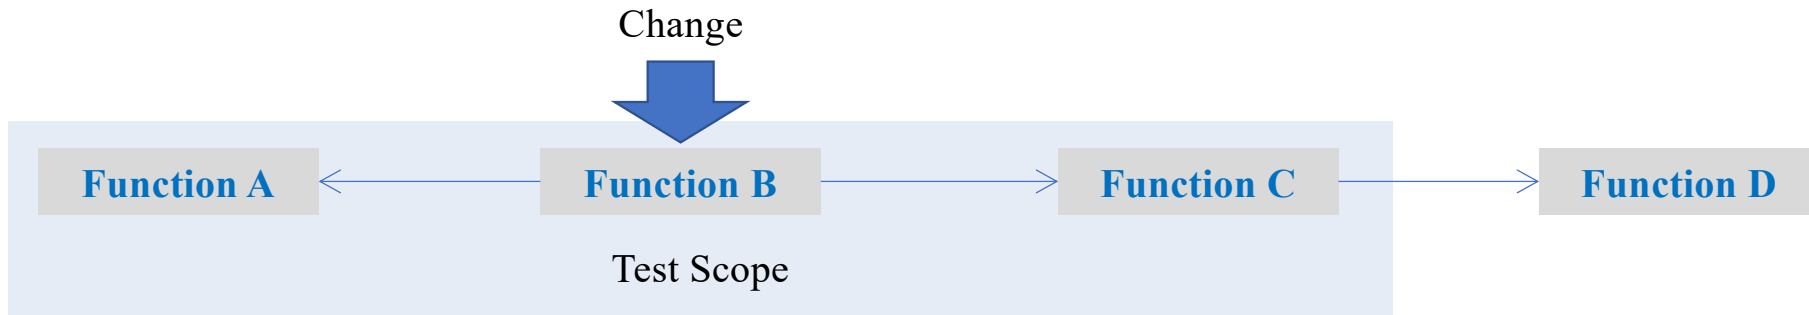 Change
Function A
Function B
Function C
Function D
Test Scope